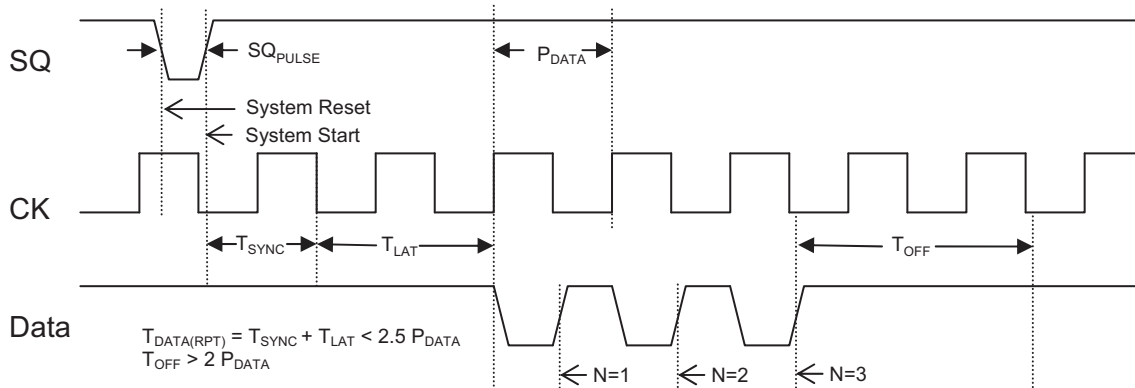 SQ
SQPULSE
PDATA
System Reset
System Start
CK
TSYNC
TLAT
TOFF
Data
TDATA(RPT) = TSYNC + TLAT < 2.5 PDATA
TOFF > 2 PDATA
N=1
N=2
N=3